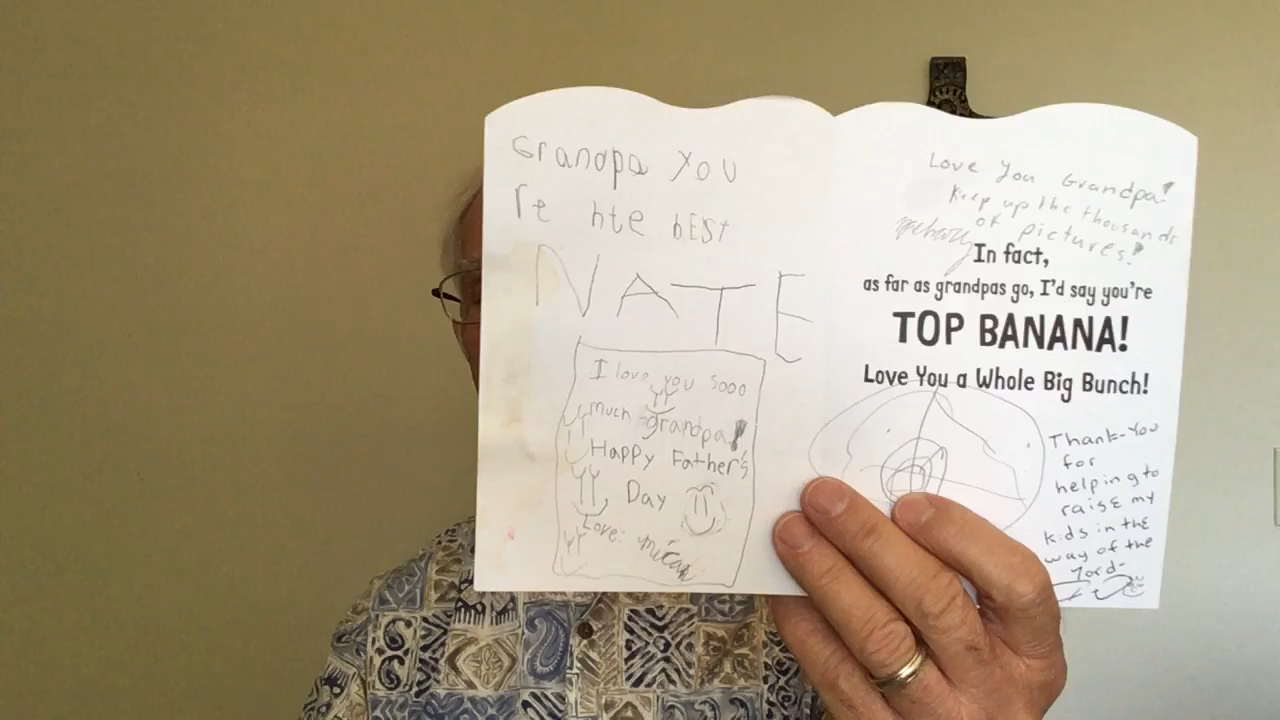 Grandpa You
re hte bEST
NATE
I love you sooo
much grandpa!
Happy Father's
Day
Love: Micah
Love You Grandpa!
Keep up the thousands
of pictures!
In fact,
as far as grandpas go, I'd say you're
TOP BANANA!
Love You a Whole Big Bunch!
Thank-You
for
helping to
raise my
kids in the
way of the
Lord-